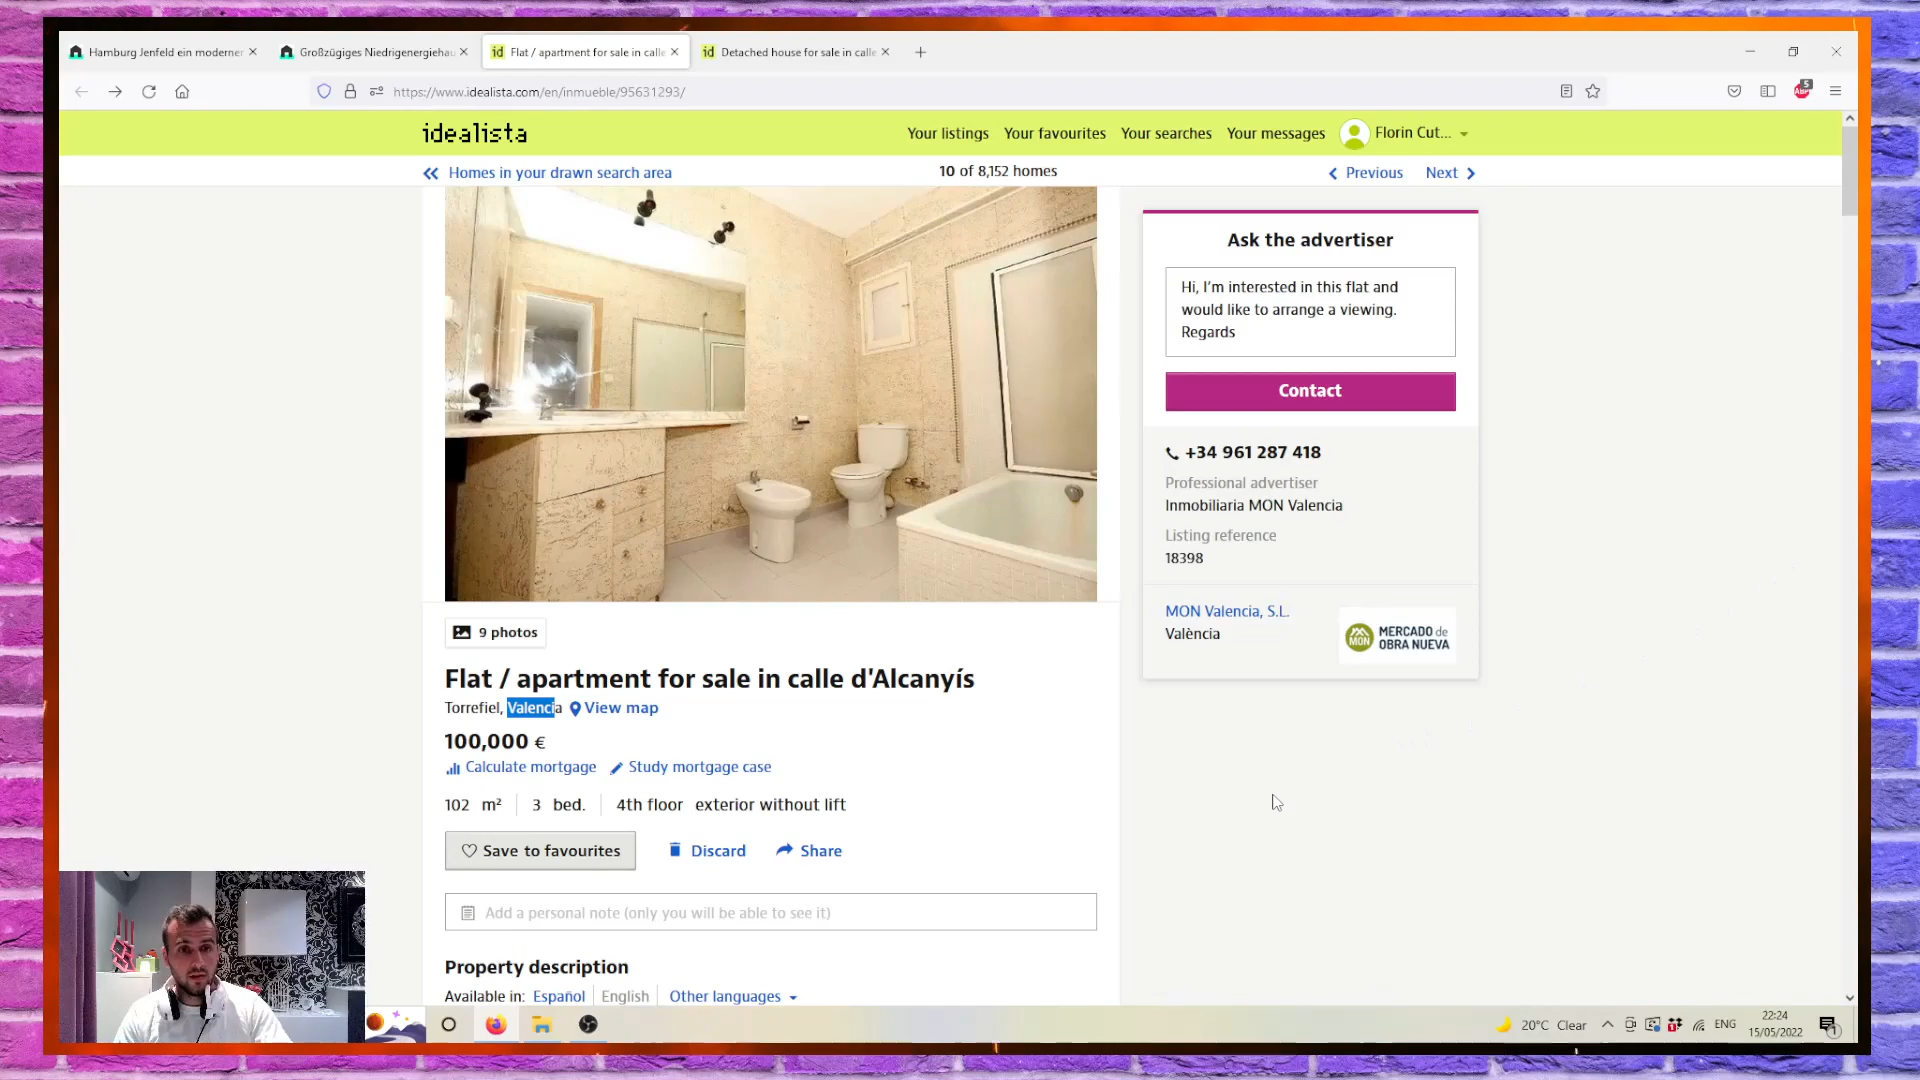 Hamburg Jenfeld ein moderner
Großzügiges Niedrigenergiehau
id Flat / apartment for sale in calle
id Detached house for sale in calle
https://www.idealista.com/en/inmueble/95631293/
ABP 5
idealista
Your listings Your favourites Your searches Your messages Florin Cut...
Homes in your drawn search area
10 of 8,152 homes
Previous Next
9 photos
Flat / apartment for sale in calle d'Alcanyís
Torrefiel, Valencia View map
100,000 €
Calculate mortgage Study mortgage case
102 m² 3 bed. 4th floor exterior without lift
Save to favourites Discard Share
Add a personal note (only you will be able to see it)
Property description
Available in: Español English Other languages
Ask the advertiser
Hi, I'm interested in this flat and
would like to arrange a viewing.
Regards
Contact
+34 961 287 418
Professional advertiser
Inmobiliaria MON Valencia
Listing reference
18398
MON Valencia, S.L.
València
MON MERCADO de
OBRA NUEVA
20°C Clear ENG 22:24
15/05/2022
1